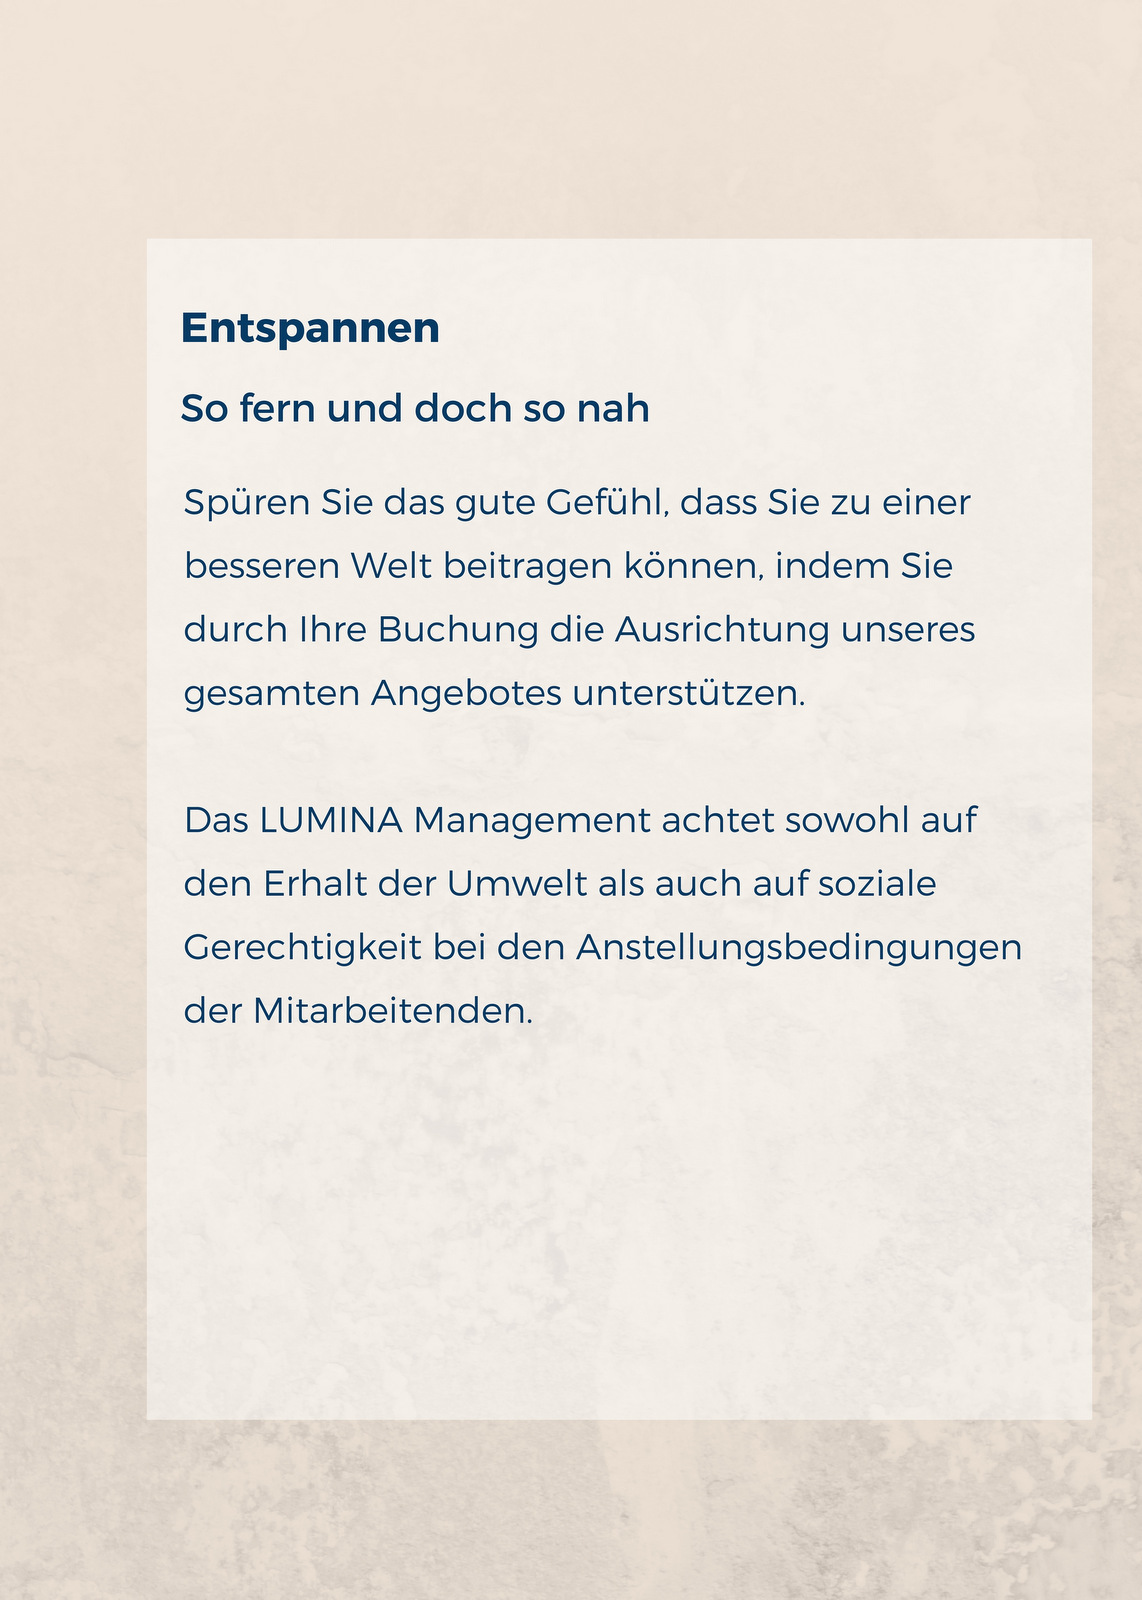 Entspannen
So fern und doch so nah
Spüren Sie das gute Gefühl, dass Sie zu einer
besseren Welt beitragen können, indem Sie
durch Ihre Buchung die Ausrichtung unseres
gesamten Angebotes unterstützen.
Das LUMINA Management achtet sowohl auf
den Erhalt der Umwelt als auch auf soziale
Gerechtigkeit bei den Anstellungsbedingungen
der Mitarbeitenden.